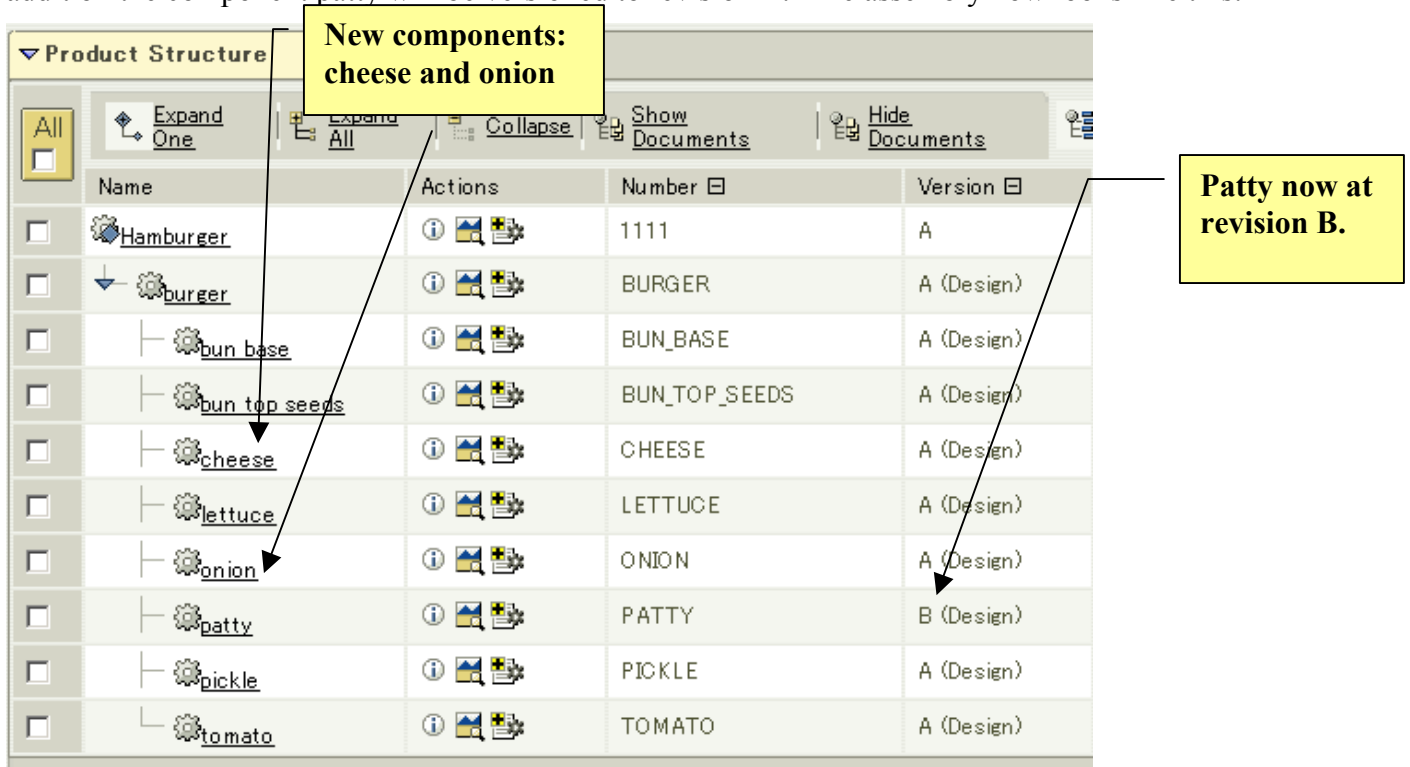 New components:
cheese and onion
Product Structure
All
Expand One
Expand All
Collapse
Show Documents
Hide Documents
Name Actions Number Version
Patty now at
revision B.
Hamburger 1111 A
burger BURGER A (Design)
bun base BUN_BASE A (Design)
bun top seeds BUN_TOP_SEEDS A (Design)
cheese CHEESE A (Design)
lettuce LETTUCE A (Design)
onion ONION A (Design)
patty PATTY B (Design)
pickle PICKLE A (Design)
tomato TOMATO A (Design)